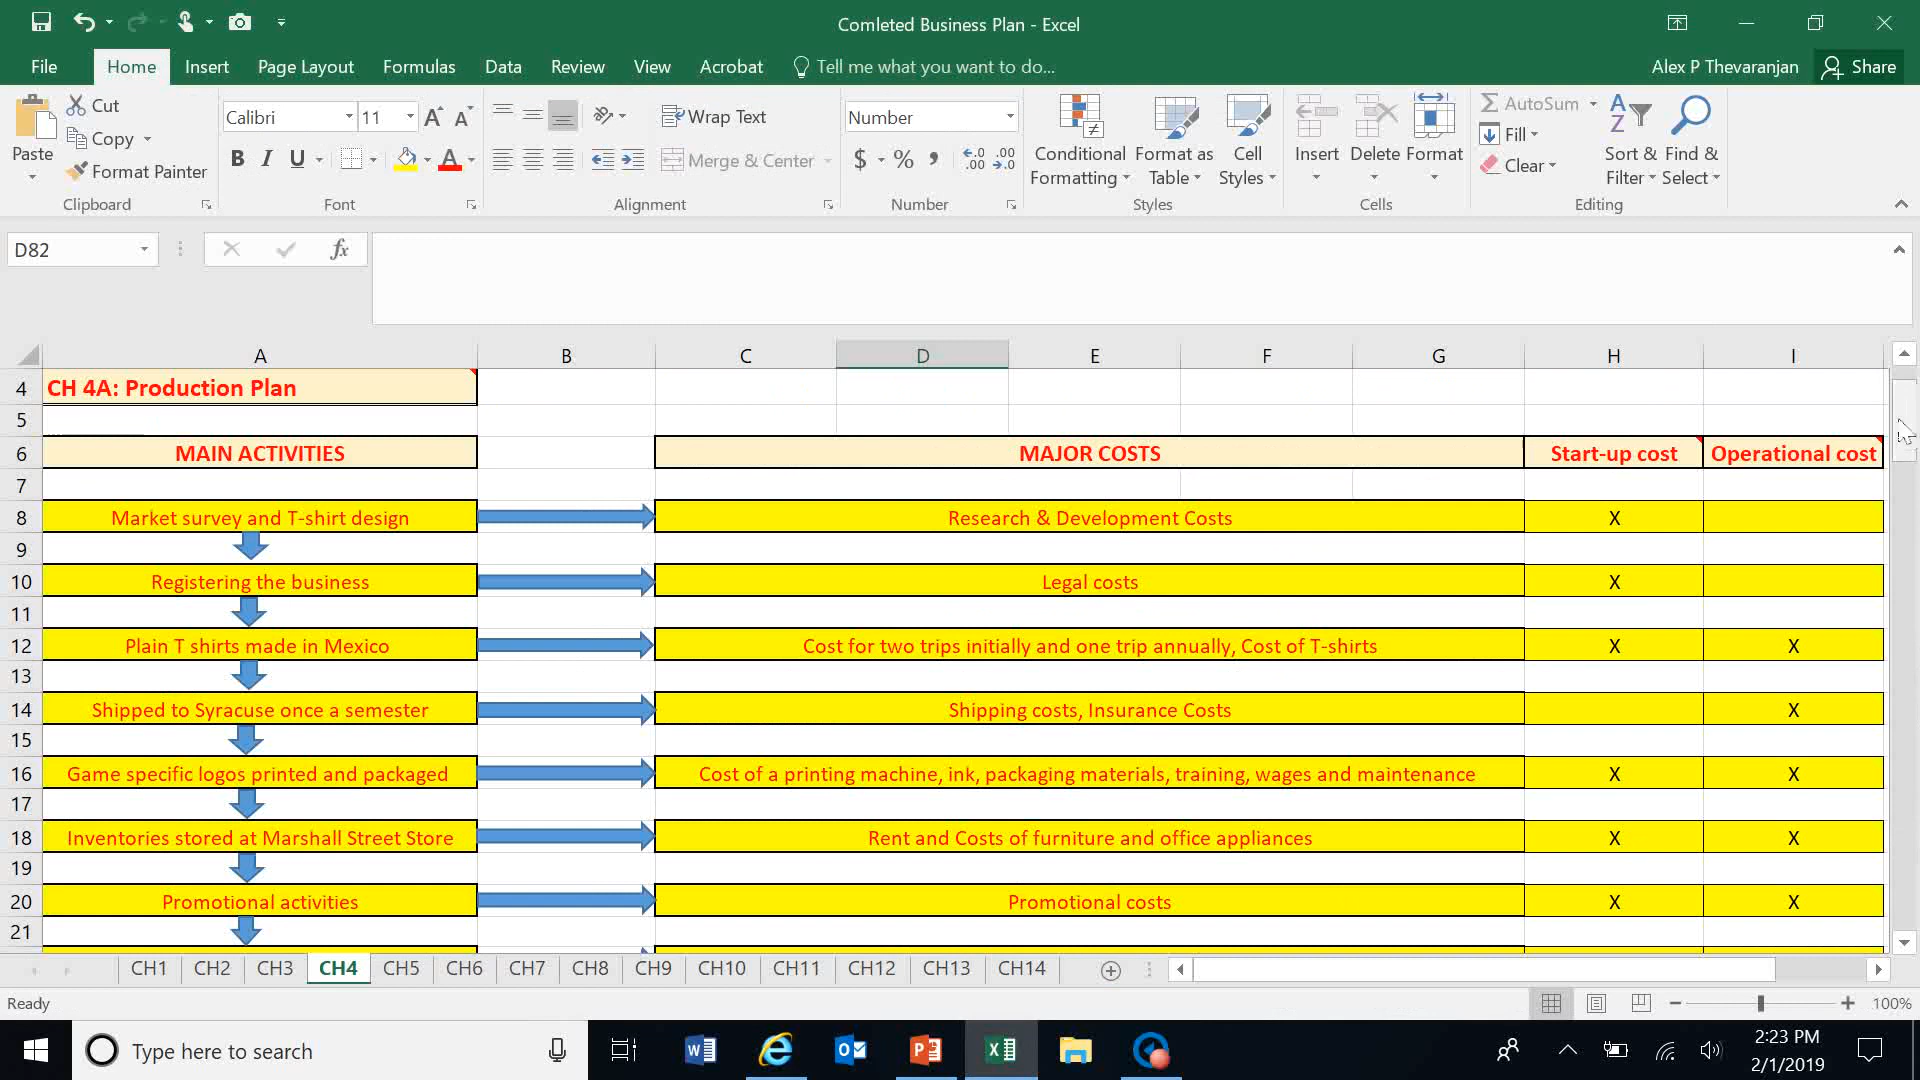 Comleted Business Plan - Excel
File Home Insert Page Layout Formulas Data Review View Acrobat Tell me what you want to do... Alex P Thevaranjan Share
Paste Cut Copy Format Painter Clipboard
Calibri 11 B I U A A A Font
Wrap Text Merge & Center Alignment
Number $ % , .00 .0 Number
Conditional Formatting Format as Table Cell Styles Styles
Insert Delete Format Cells
AutoSum Fill Clear Sort & Filter Find & Select Editing
D82 fx
A B C D E F G H I
4 CH 4A: Production Plan
5
6 MAIN ACTIVITIES MAJOR COSTS Start-up cost Operational cost
7
8 Market survey and T-shirt design Research & Development Costs X
9
10 Registering the business Legal costs X
11
12 Plain T shirts made in Mexico Cost for two trips initially and one trip annually, Cost of T-shirts X X
13
14 Shipped to Syracuse once a semester Shipping costs, Insurance Costs X
15
16 Game specific logos printed and packaged Cost of a printing machine, ink, packaging materials, training, wages and maintenance X X
17
18 Inventories stored at Marshall Street Store Rent and Costs of furniture and office appliances X X
19
20 Promotional activities Promotional costs X X
21
CH1 CH2 CH3 CH4 CH5 CH6 CH7 CH8 CH9 CH10 CH11 CH12 CH13 CH14
Ready 100%
Type here to search 2:23 PM
2/1/2019